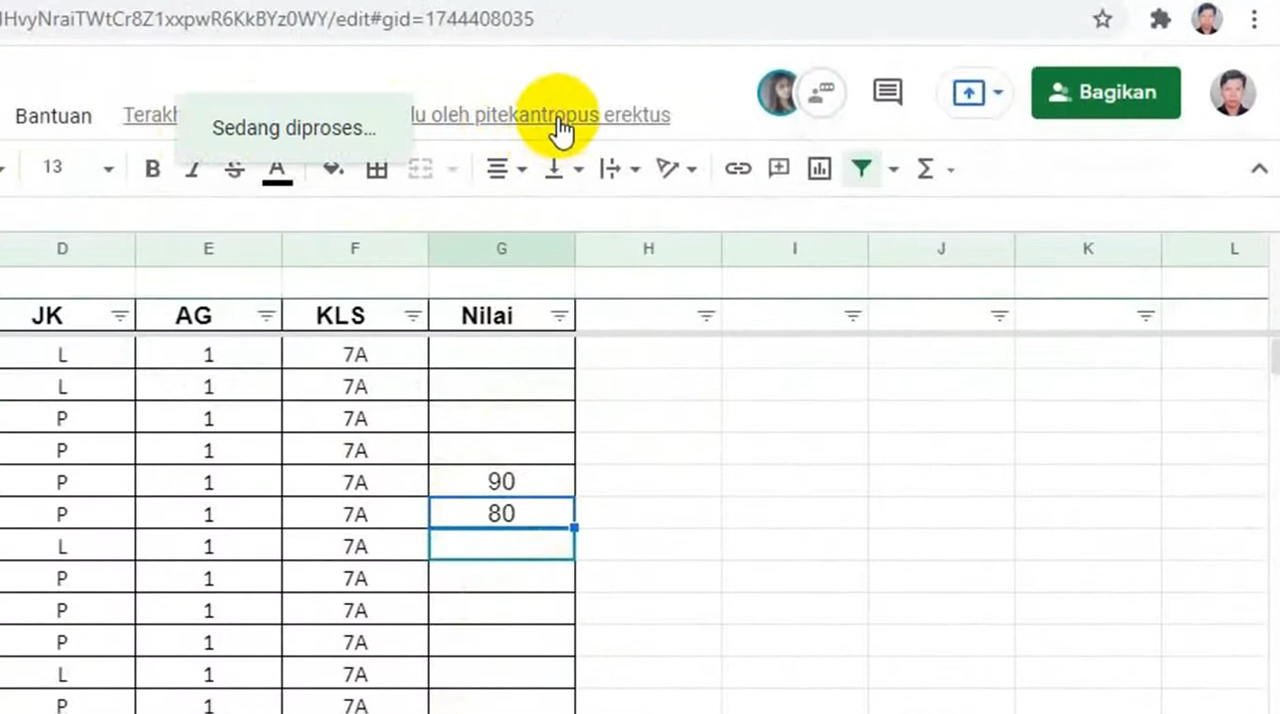 HvyNraiTWtCr8Z1xxpwR6KkBYz0WY/edit#gid=1744408035
Bantuan Terakh lu oleh pitekantropus erektus
Sedang diproses...
Bagikan
13 B I S A
D E F G H I J K L
JK AG KLS Nilai
L 1 7A
L 1 7A
P 1 7A
P 1 7A
P 1 7A 90
P 1 7A 80
L 1 7A
P 1 7A
P 1 7A
P 1 7A
L 1 7A
P 1 7A